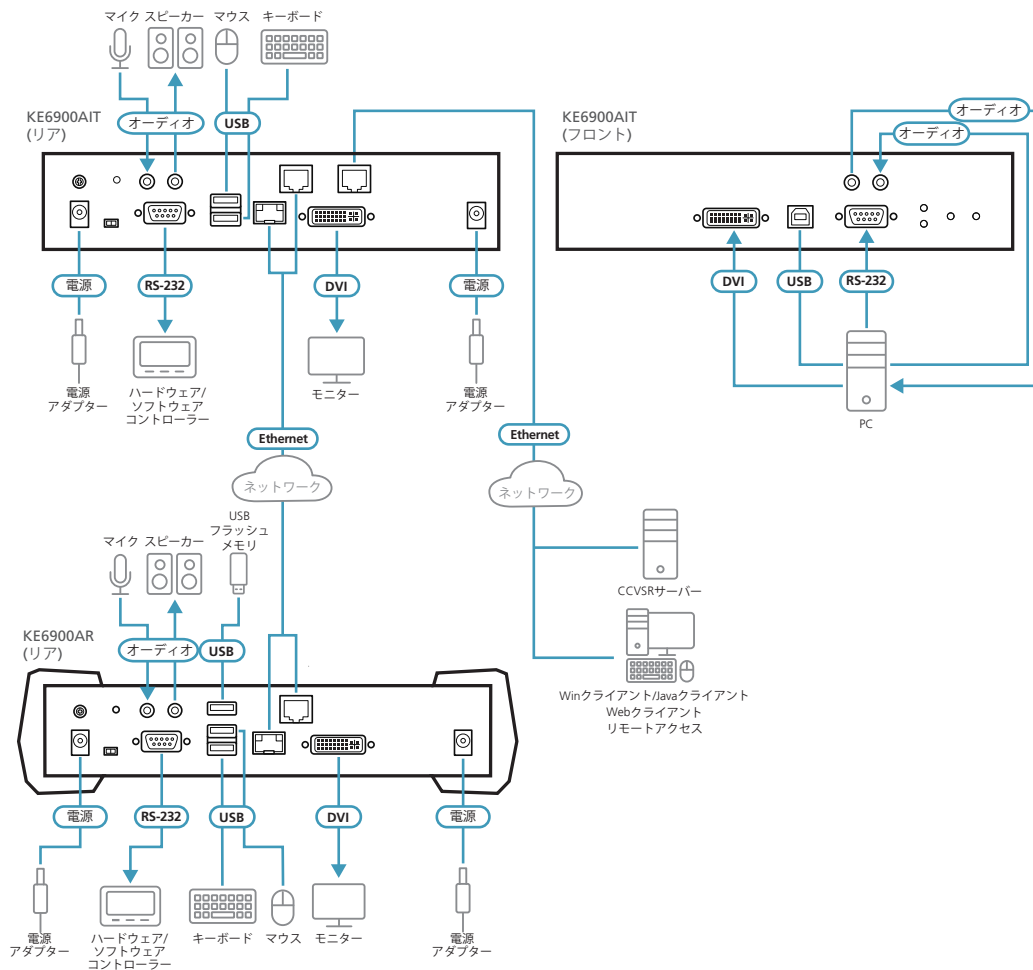 マイク スピーカー マウス キーボード
KE6900AIT
(リア)
オーディオ
USB
電源
RS-232
DVI
電源
電源
アダプター
ハードウェア/
ソフトウェア
コントローラー
モニター
電源
アダプター
KE6900AIT
(フロント)
オーディオ
オーディオ
DVI
USB
RS-232
PC
Ethernet
ネットワーク
Ethernet
ネットワーク
CCVSRサーバー
Winクライアント/Javaクライアント
Webクライアント
リモートアクセス
マイク スピーカー
USB
フラッシュ
メモリ
KE6900AR
(リア)
オーディオ
USB
電源
RS-232
USB
DVI
電源
電源
アダプター
ハードウェア/
ソフトウェア
コントローラー
キーボード
マウス
モニター
電源
アダプター